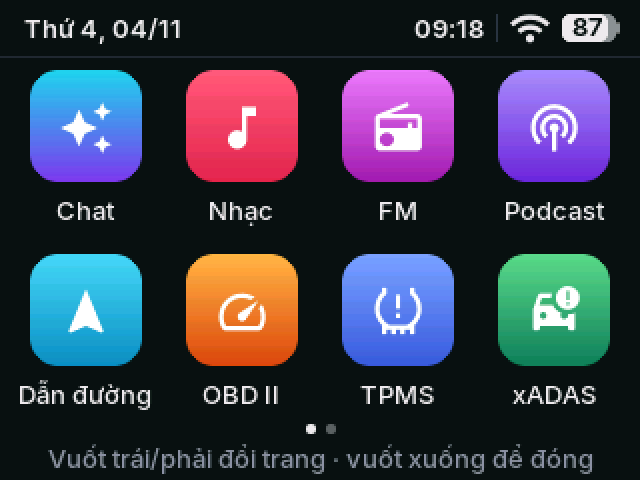 Thứ 4, 04/11 09:18 87
Chat Nhạc FM Podcast
Dẫn đường OBD II TPMS xADAS
Vuốt trái/phải đổi trang · vuốt xuống để đóng